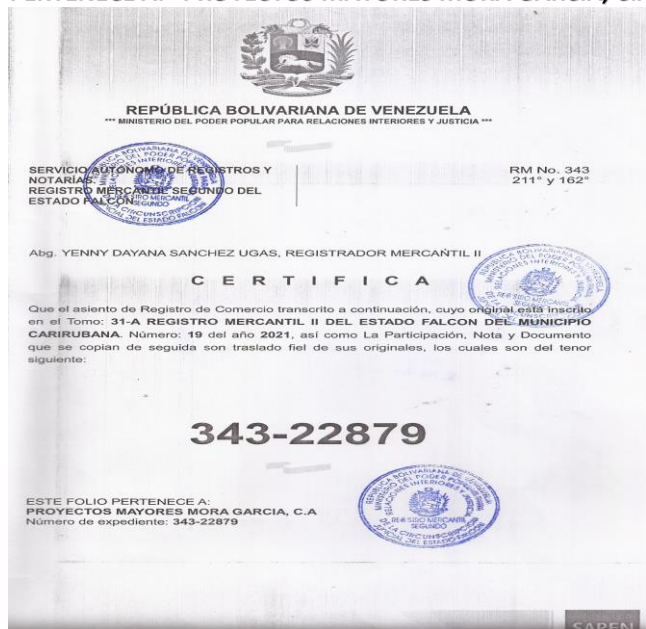 REPÚBLICA BOLIVARIANA DE VENEZUELA
*** MINISTERIO DEL PODER POPULAR PARA RELACIONES INTERIORES Y JUSTICIA ***
SERVICIO AUTÓNOMO DE REGISTROS Y
NOTARÍAS.
REGISTRO MERCANTIL SEGUNDO DEL
ESTADO FALCÓN
RM No. 343
211° y 162°
Abg. YENNY DAYANA SANCHEZ UGAS, REGISTRADOR MERCANTIL II
C E R T I F I C A
Que el asiento de Registro de Comercio transcrito a continuación, cuyo original está inscrito
en el Tomo: 31-A REGISTRO MERCANTIL II DEL ESTADO FALCON DEL MUNICIPIO
CARIRUBANA. Número: 19 del año 2021, así como La Participación, Nota y Documento
que se copian de seguida son traslado fiel de sus originales, los cuales son del tenor
siguiente:
343-22879
ESTE FOLIO PERTENECE A:
PROYECTOS MAYORES MORA GARCIA, C.A
Número de expediente: 343-22879
REGISTRO MERCANTIL
SEGUNDO